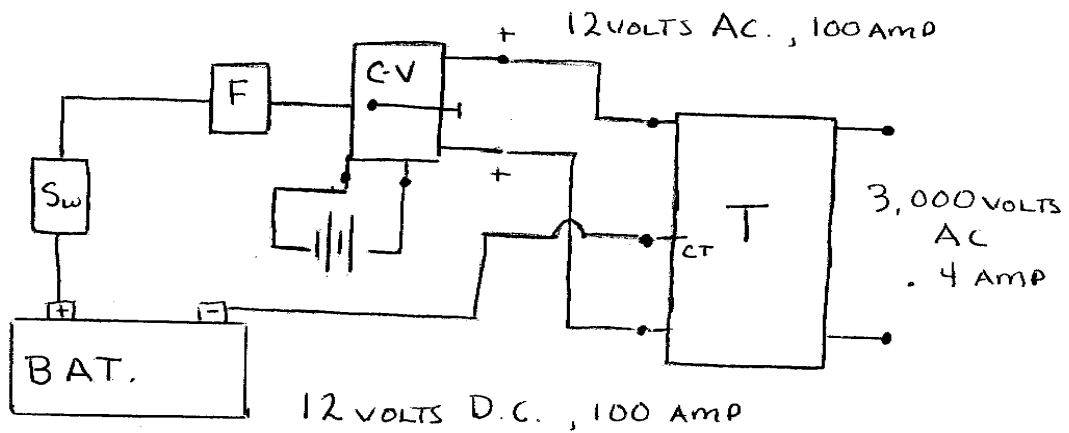 12 VOLTS AC. , 100 AMP
+
C-V
F
Sw
+
T
3,000 VOLTS
AC
. 4 AMP
CT
+ -
BAT.
12 VOLTS D.C. , 100 AMP